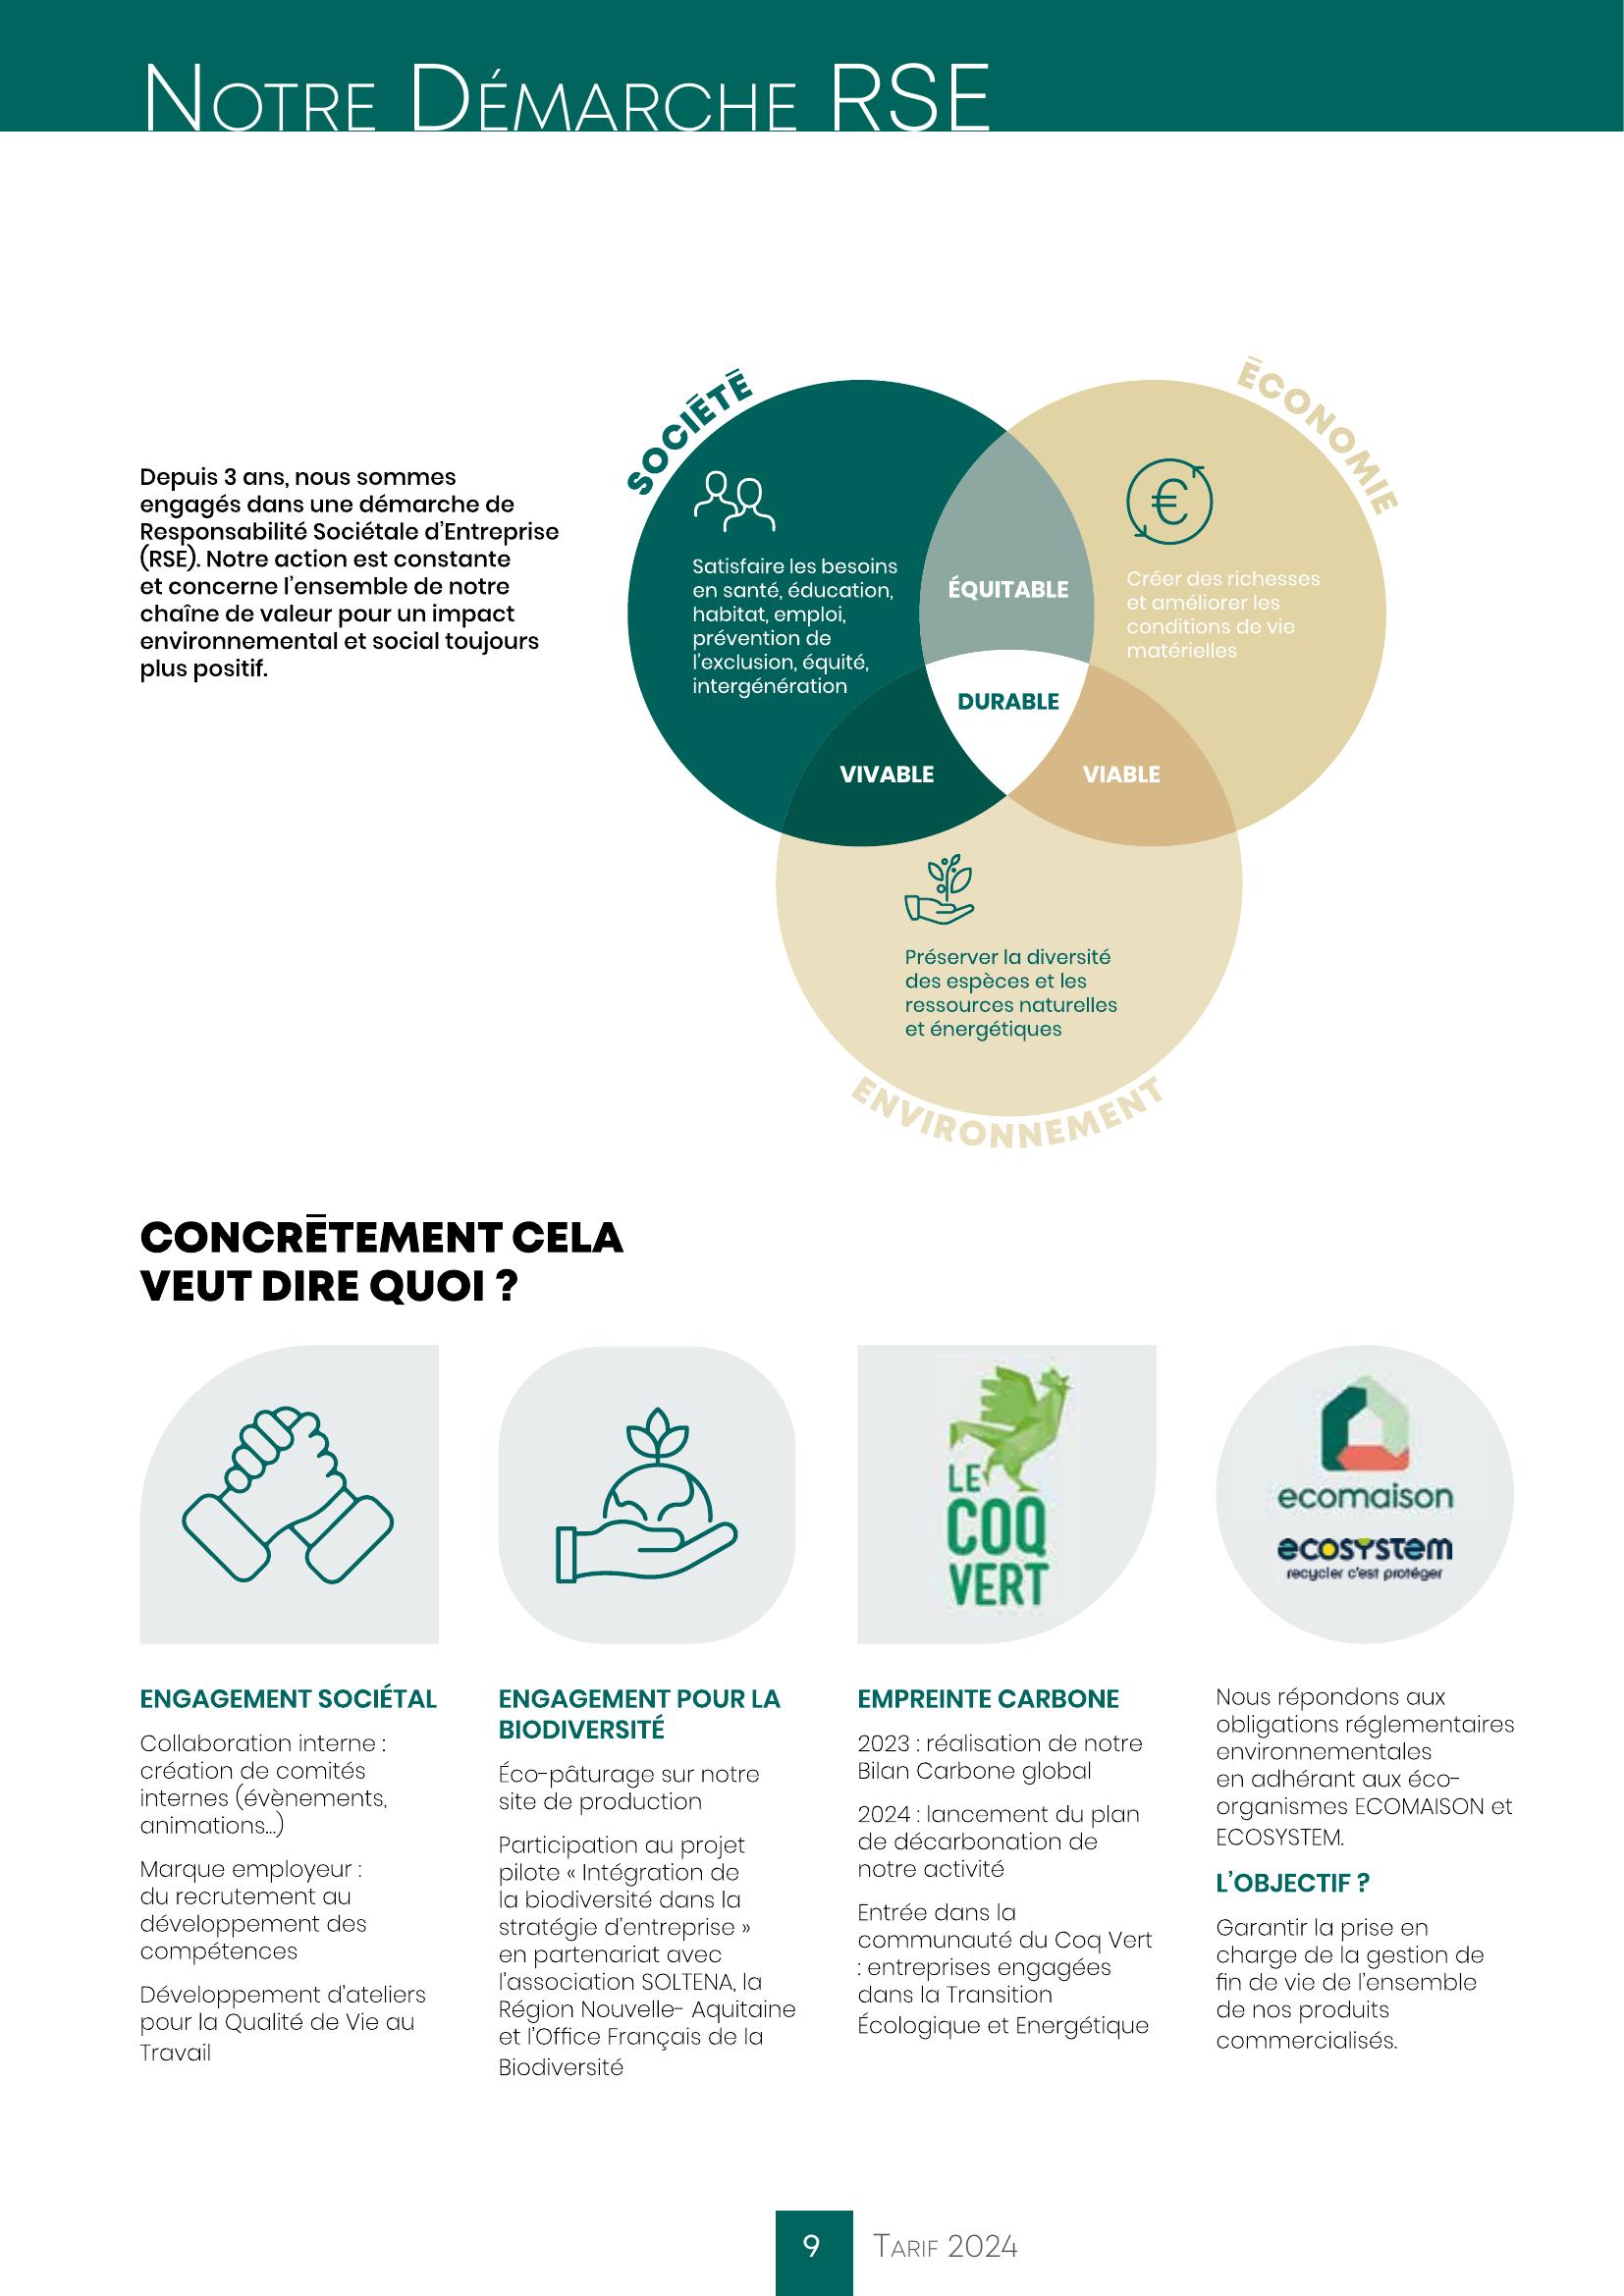 Notre Démarche RSE
Depuis 3 ans, nous sommes
engagés dans une démarche de
Responsabilité Sociétale d'Entreprise
(RSE). Notre action est constante
et concerne l'ensemble de notre
chaîne de valeur pour un impact
environnemental et social toujours
plus positif.
SOCIĒTĒ
Satisfaire les besoins
en santé, éducation,
habitat, emploi,
prévention de
l'exclusion, équité,
intergénération
ÉQUITABLE
ĒCONOMIE
€
Créer des richesses
et améliorer les
conditions de vie
matérielles
DURABLE
VIVABLE
VIABLE
Préserver la diversité
des espèces et les
ressources naturelles
et énergétiques
ENVIRONNEMENT
CONCRĒTEMENT CELA
VEUT DIRE QUOI ?
LE
COQ
VERT
ecomaison
ecosystem
recycler c'est protéger
ENGAGEMENT SOCIÉTAL
Collaboration interne :
création de comités
internes (évènements,
animations...)
Marque employeur :
du recrutement au
développement des
compétences
Développement d'ateliers
pour la Qualité de Vie au
Travail
ENGAGEMENT POUR LA
BIODIVERSITÉ
Éco-pâturage sur notre
site de production
Participation au projet
pilote « Intégration de
la biodiversité dans la
stratégie d'entreprise »
en partenariat avec
l'association SOLTENA, la
Région Nouvelle- Aquitaine
et l'Office Français de la
Biodiversité
EMPREINTE CARBONE
2023 : réalisation de notre
Bilan Carbone global
2024 : lancement du plan
de décarbonation de
notre activité
Entrée dans la
communauté du Coq Vert
: entreprises engagées
dans la Transition
Écologique et Energétique
Nous répondons aux
obligations réglementaires
environnementales
en adhérant aux éco-
organismes ECOMAISON et
ECOSYSTEM.
L'OBJECTIF ?
Garantir la prise en
charge de la gestion de
fin de vie de l'ensemble
de nos produits
commercialisés.
9
Tarif 2024